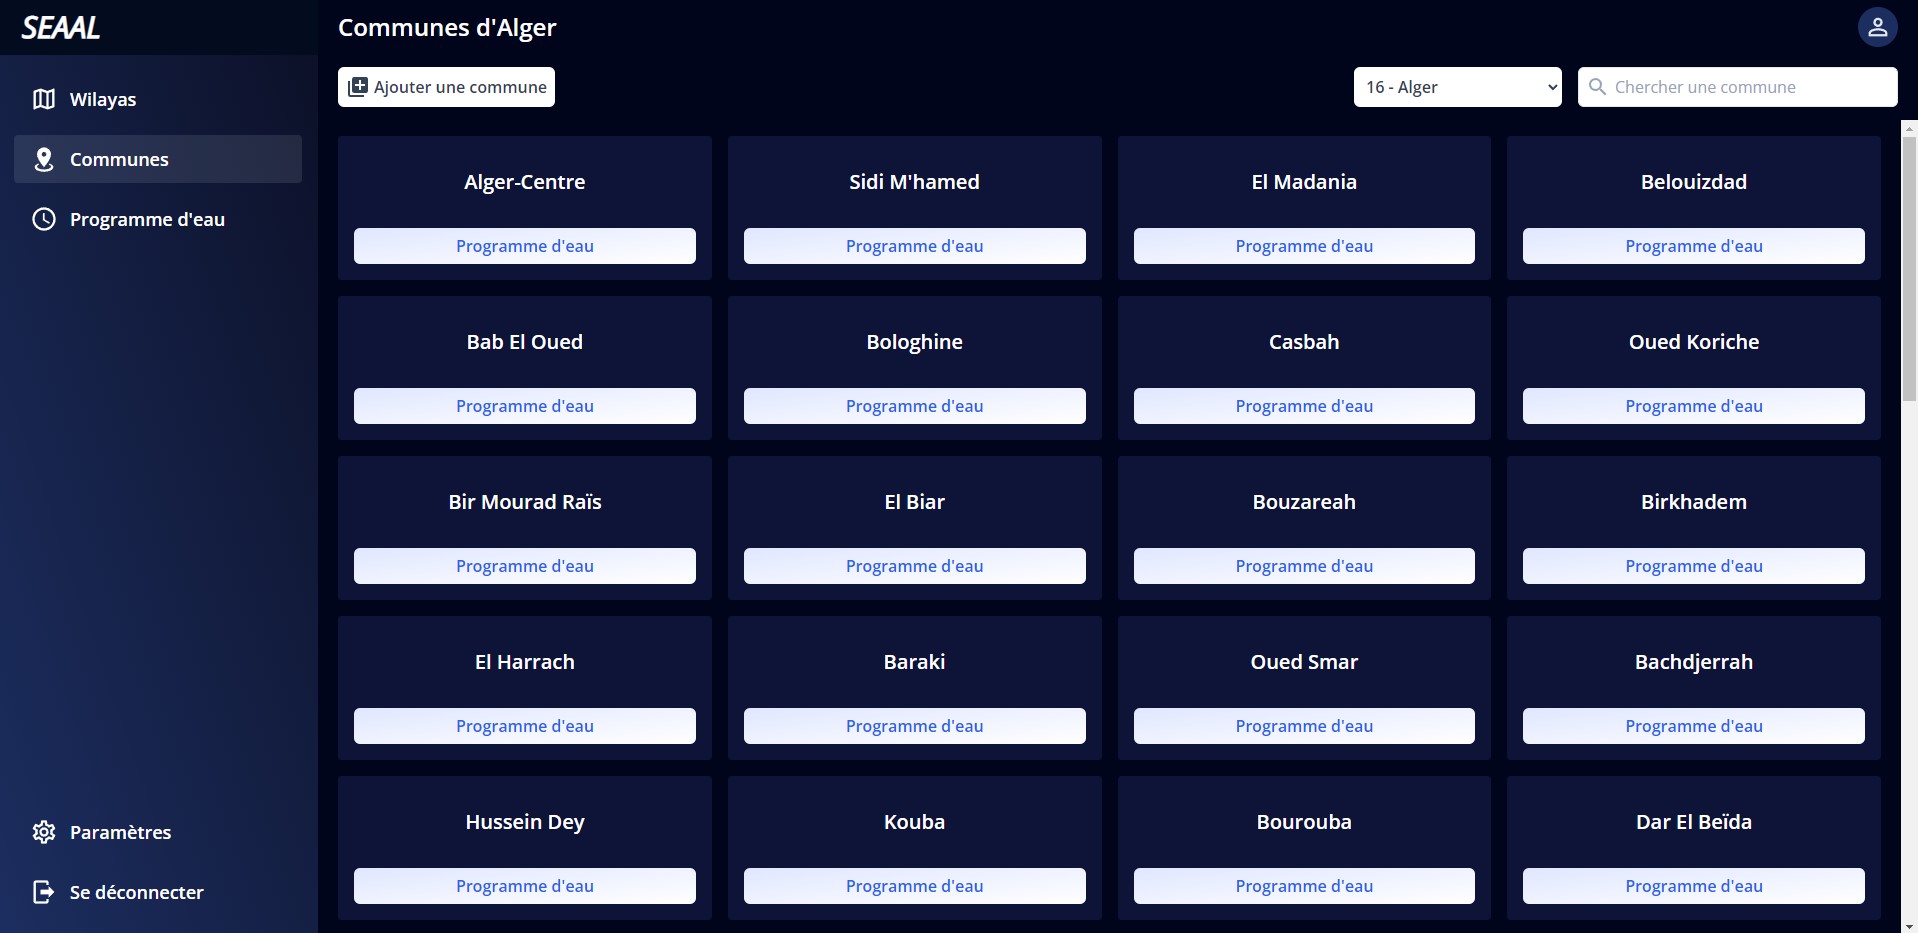 SEAAL
Communes d'Alger
Wilayas
Communes
Programme d'eau
Paramètres
Se déconnecter
Ajouter une commune
16 - Alger
Chercher une commune
Alger-Centre
Programme d'eau
Sidi M'hamed
Programme d'eau
El Madania
Programme d'eau
Belouizdad
Programme d'eau
Bab El Oued
Programme d'eau
Bologhine
Programme d'eau
Casbah
Programme d'eau
Oued Koriche
Programme d'eau
Bir Mourad Raïs
Programme d'eau
El Biar
Programme d'eau
Bouzareah
Programme d'eau
Birkhadem
Programme d'eau
El Harrach
Programme d'eau
Baraki
Programme d'eau
Oued Smar
Programme d'eau
Bachdjerrah
Programme d'eau
Hussein Dey
Programme d'eau
Kouba
Programme d'eau
Bourouba
Programme d'eau
Dar El Beïda
Programme d'eau